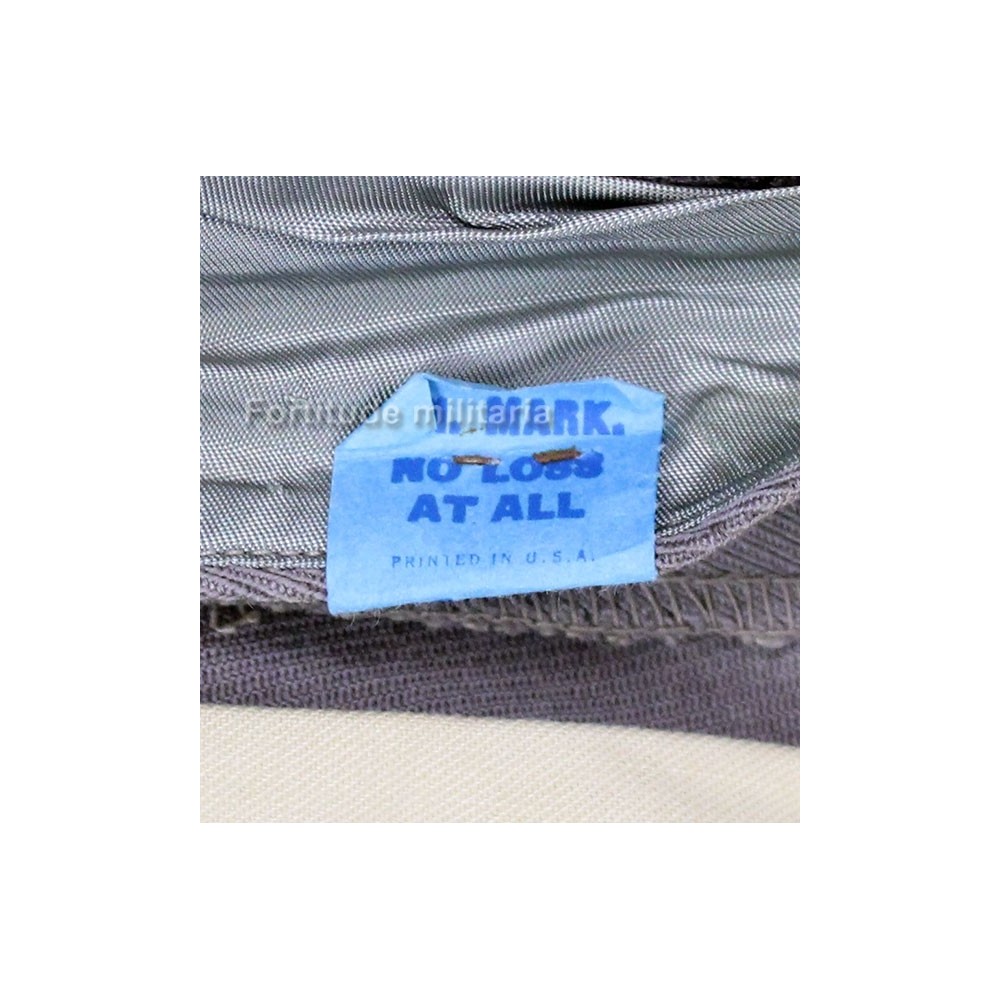 Fortitude militaria
MARK.
NO LOSS
AT ALL
PRINTED IN U.S.A.